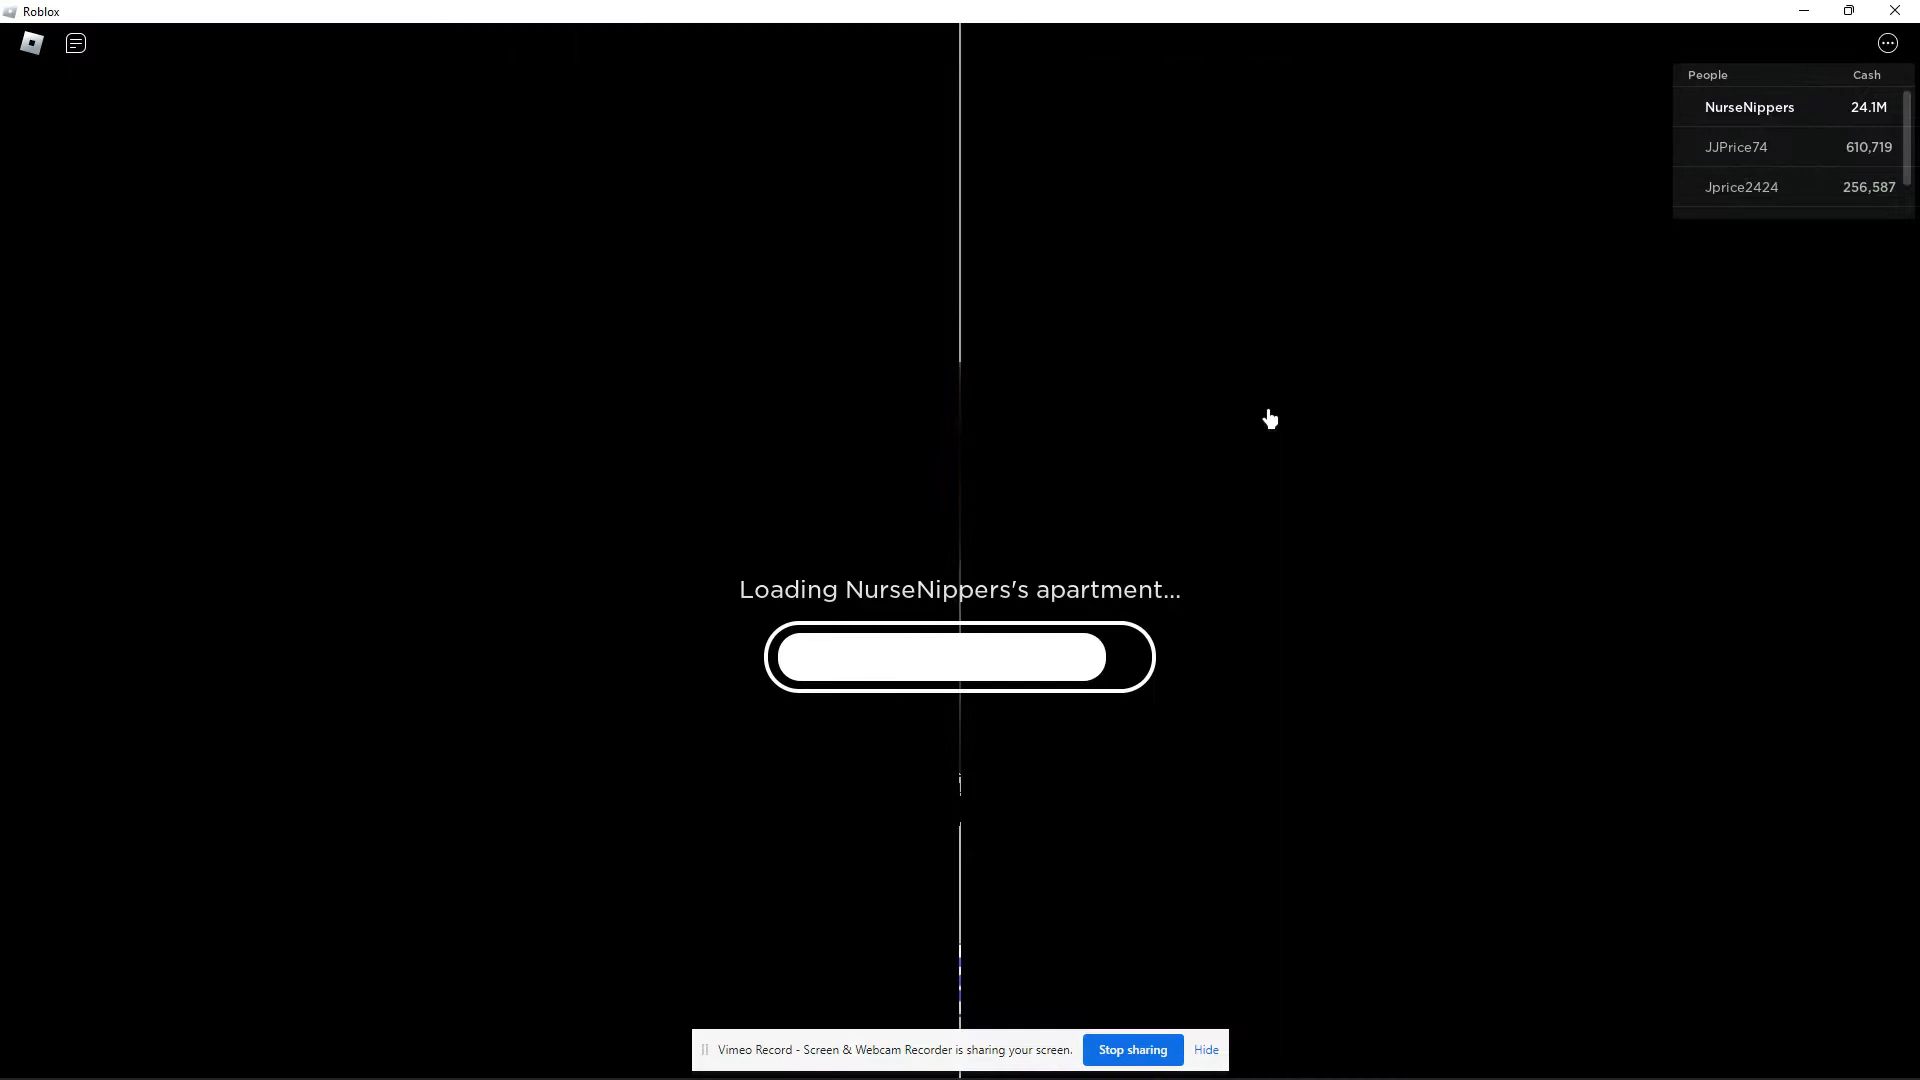 Roblox
People Cash
NurseNippers 24.1M
JJPrice74 610,719
Jprice2424 256,587
Loading NurseNippers's apartment...
Vimeo Record - Screen & Webcam Recorder is sharing your screen. Stop sharing Hide